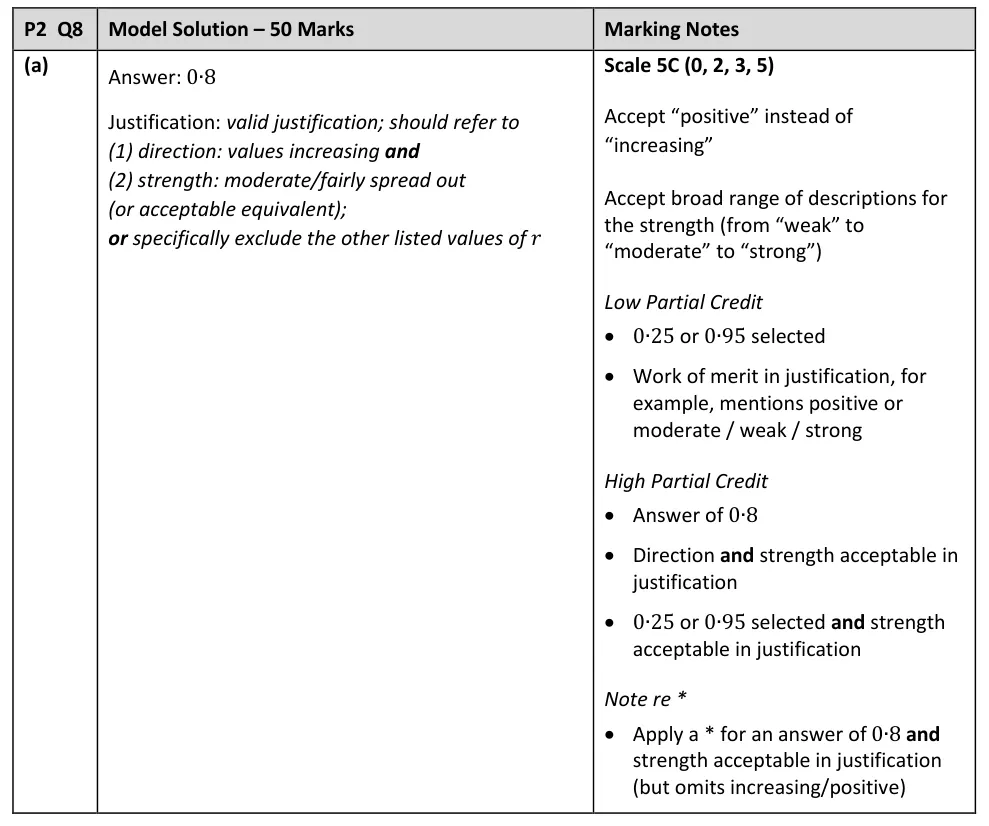 P2 Q8 Model Solution – 50 Marks Marking Notes
(a)
Answer: 0·8
Justification: valid justification; should refer to
(1) direction: values increasing and
(2) strength: moderate/fairly spread out
(or acceptable equivalent);
or specifically exclude the other listed values of r
Scale 5C (0, 2, 3, 5)
Accept “positive” instead of
“increasing”
Accept broad range of descriptions for
the strength (from “weak” to
“moderate” to “strong”)
Low Partial Credit
• 0·25 or 0·95 selected
• Work of merit in justification, for
example, mentions positive or
moderate / weak / strong
High Partial Credit
• Answer of 0·8
• Direction and strength acceptable in
justification
• 0·25 or 0·95 selected and strength
acceptable in justification
Note re *
• Apply a * for an answer of 0·8 and
strength acceptable in justification
(but omits increasing/positive)